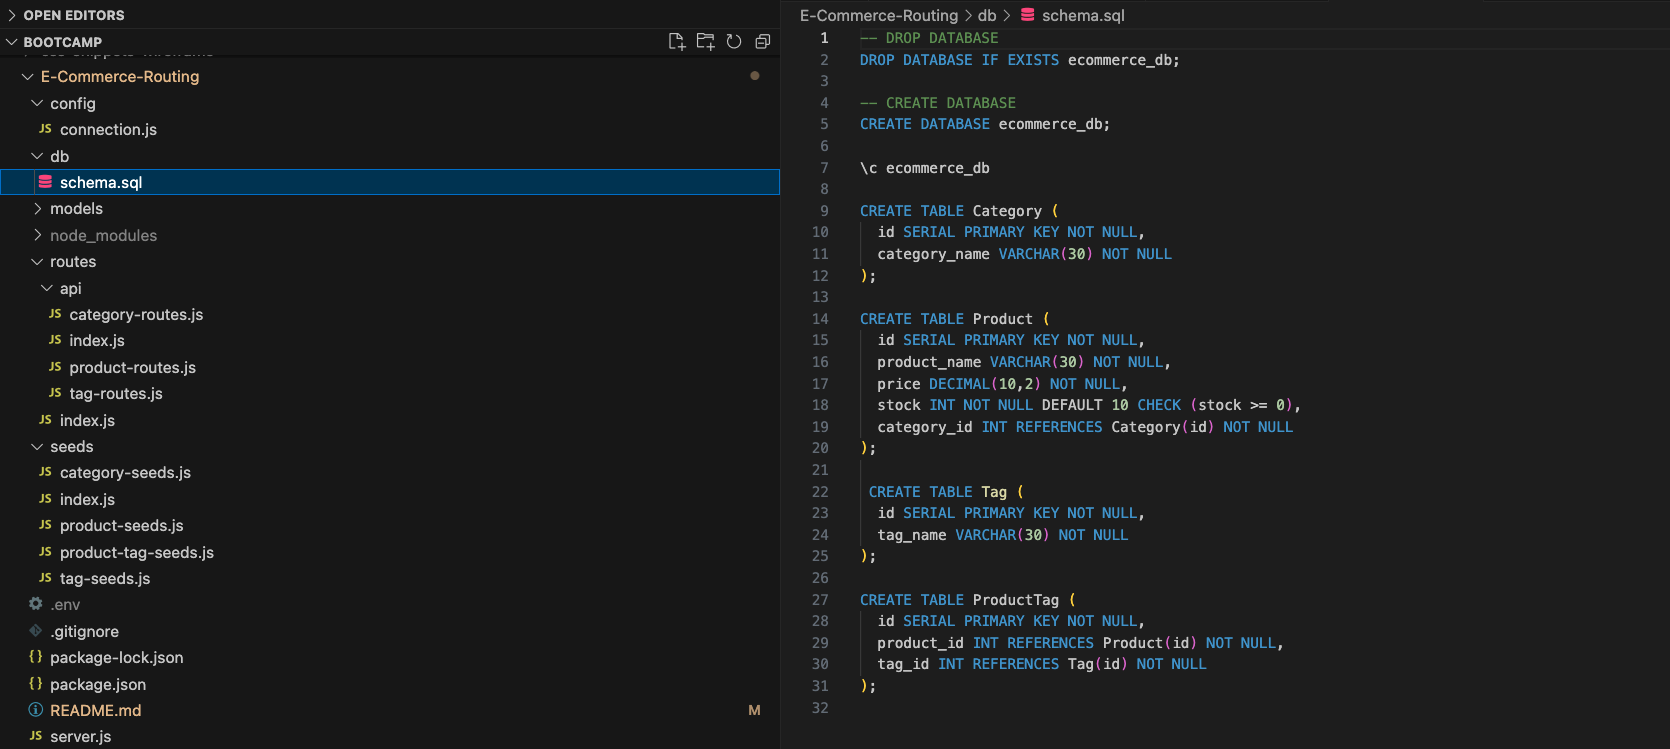 OPEN EDITORS
BOOTCAMP
E-Commerce-Routing
config
JS connection.js
db
schema.sql
models
node_modules
routes
api
JS category-routes.js
JS index.js
JS product-routes.js
JS tag-routes.js
JS index.js
seeds
JS category-seeds.js
JS index.js
JS product-seeds.js
JS product-tag-seeds.js
JS tag-seeds.js
.env
.gitignore
{} package-lock.json
{} package.json
README.md M
JS server.js
E-Commerce-Routing > db > schema.sql
1 -- DROP DATABASE
2 DROP DATABASE IF EXISTS ecommerce_db;
3
4 -- CREATE DATABASE
5 CREATE DATABASE ecommerce_db;
6
7 \c ecommerce_db
8
9 CREATE TABLE Category (
10 id SERIAL PRIMARY KEY NOT NULL,
11 category_name VARCHAR(30) NOT NULL
12 );
13
14 CREATE TABLE Product (
15 id SERIAL PRIMARY KEY NOT NULL,
16 product_name VARCHAR(30) NOT NULL,
17 price DECIMAL(10,2) NOT NULL,
18 stock INT NOT NULL DEFAULT 10 CHECK (stock >= 0),
19 category_id INT REFERENCES Category(id) NOT NULL
20 );
21
22 CREATE TABLE Tag (
23 id SERIAL PRIMARY KEY NOT NULL,
24 tag_name VARCHAR(30) NOT NULL
25 );
26
27 CREATE TABLE ProductTag (
28 id SERIAL PRIMARY KEY NOT NULL,
29 product_id INT REFERENCES Product(id) NOT NULL,
30 tag_id INT REFERENCES Tag(id) NOT NULL
31 );
32